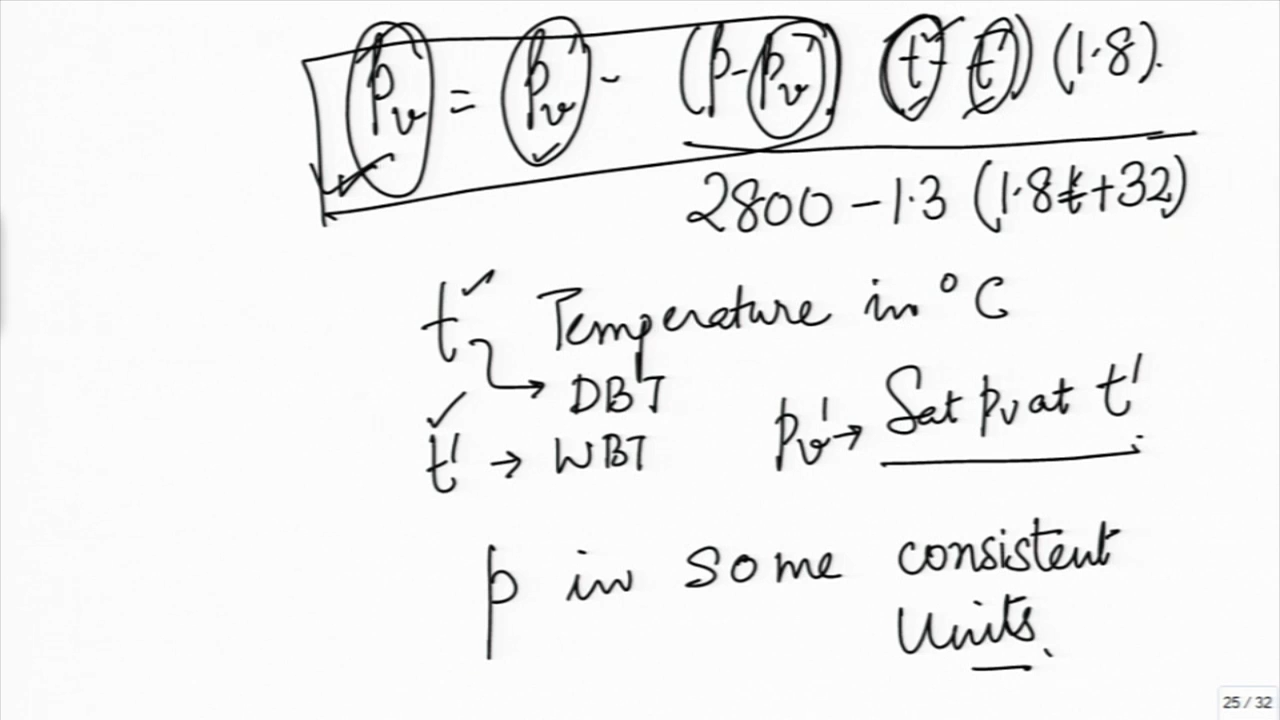 pv = pv' - (p-pv') (t-t') (1.8).
2800 - 1.3 (1.8t+32)
t Temperature in °C
→ DBT
t' → WBT pv' → Sat pv at t'
p in some consistent
Units.
25 / 32